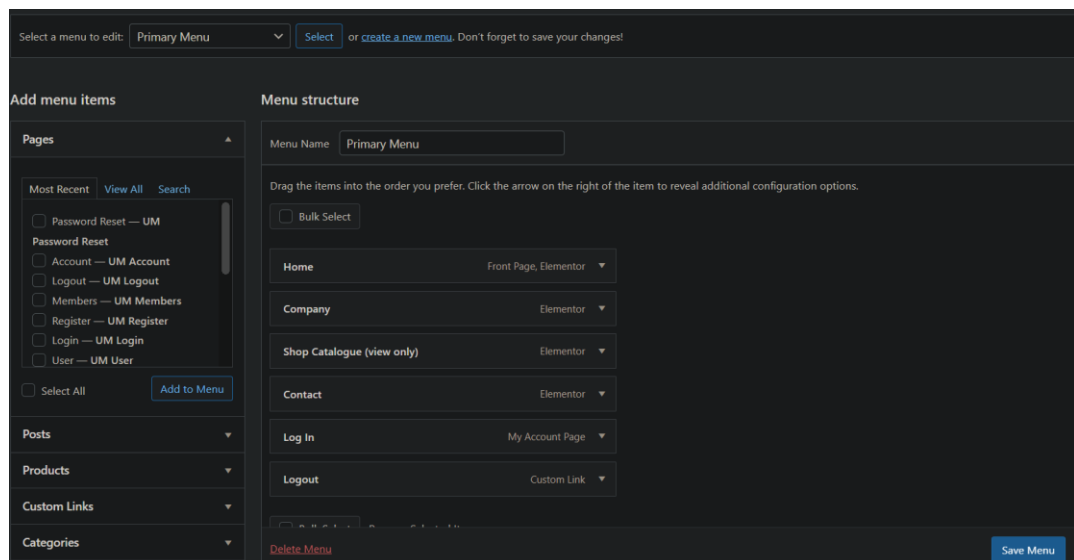 Select a menu to edit: Primary Menu Select or create a new menu. Don't forget to save your changes!
Add menu items
Menu structure
Pages
Menu Name Primary Menu
Most Recent View All Search
Drag the items into the order you prefer. Click the arrow on the right of the item to reveal additional configuration options.
Bulk Select
Password Reset — UM
Password Reset
Account — UM Account
Logout — UM Logout
Members — UM Members
Register — UM Register
Login — UM Login
User — UM User
Select All Add to Menu
Home Front Page, Elementor
Company Elementor
Shop Catalogue (view only) Elementor
Contact Elementor
Log In My Account Page
Logout Custom Link
Posts
Products
Custom Links
Categories
Delete Menu Save Menu